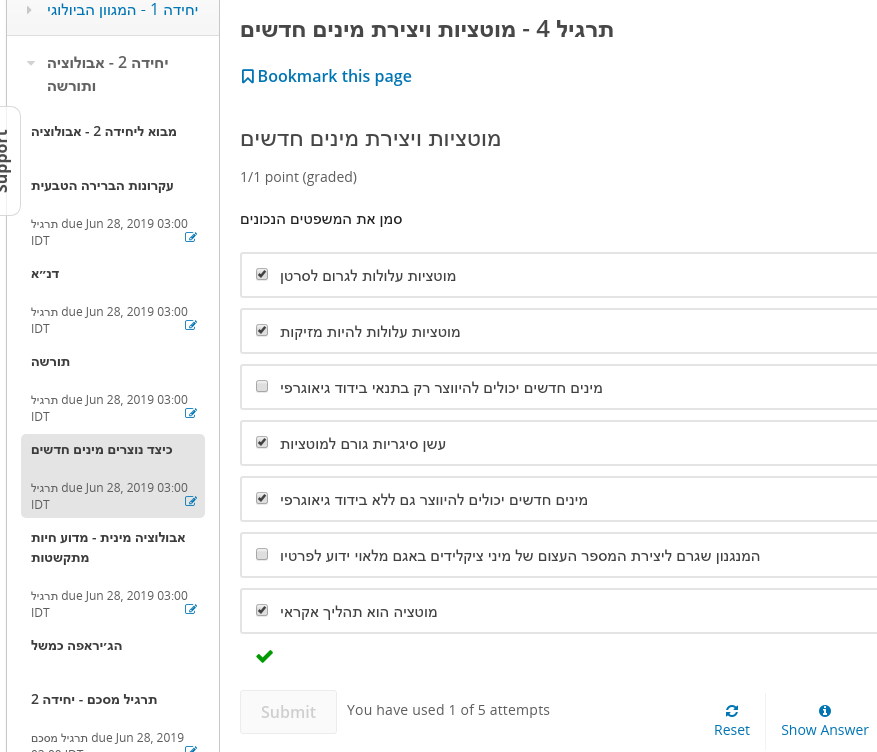 יחידה 1 - המגוון הביולוגי
יחידה 2 - אבולוציה
ותורשה
Support
מבוא ליחידה 2 - אבולוציה
עקרונות הברירה הטבעית
תרגיל due Jun 28, 2019 03:00
IDT
דנ״א
תרגיל due Jun 28, 2019 03:00
IDT
תורשה
תרגיל due Jun 28, 2019 03:00
IDT
כיצד נוצרים מינים חדשים
תרגיל due Jun 28, 2019 03:00
IDT
אבולוציה מינית - מדוע חיות
מתקשטות
תרגיל due Jun 28, 2019 03:00
IDT
הג׳יראפה כמשל
תרגיל מסכם - יחידה 2
תרגיל מסכם due Jun 28, 2019
03:00 IDT
תרגיל 4 - מוטציות ויצירת מינים חדשים
Bookmark this page
מוטציות ויצירת מינים חדשים
1/1 point (graded)
סמן את המשפטים הנכונים
מוטציות עלולות לגרום לסרטן
מוטציות עלולות להיות מזיקות
מינים חדשים יכולים להיווצר רק בתנאי בידוד גיאוגרפי
עשן סיגריות גורם למוטציות
מינים חדשים יכולים להיווצר גם ללא בידוד גיאוגרפי
המנגנון שגרם ליצירת המספר העצום של מיני ציקלידים באגם מלאוי ידוע לפרטיו
מוטציה הוא תהליך אקראי
Submit
You have used 1 of 5 attempts
Reset
Show Answer